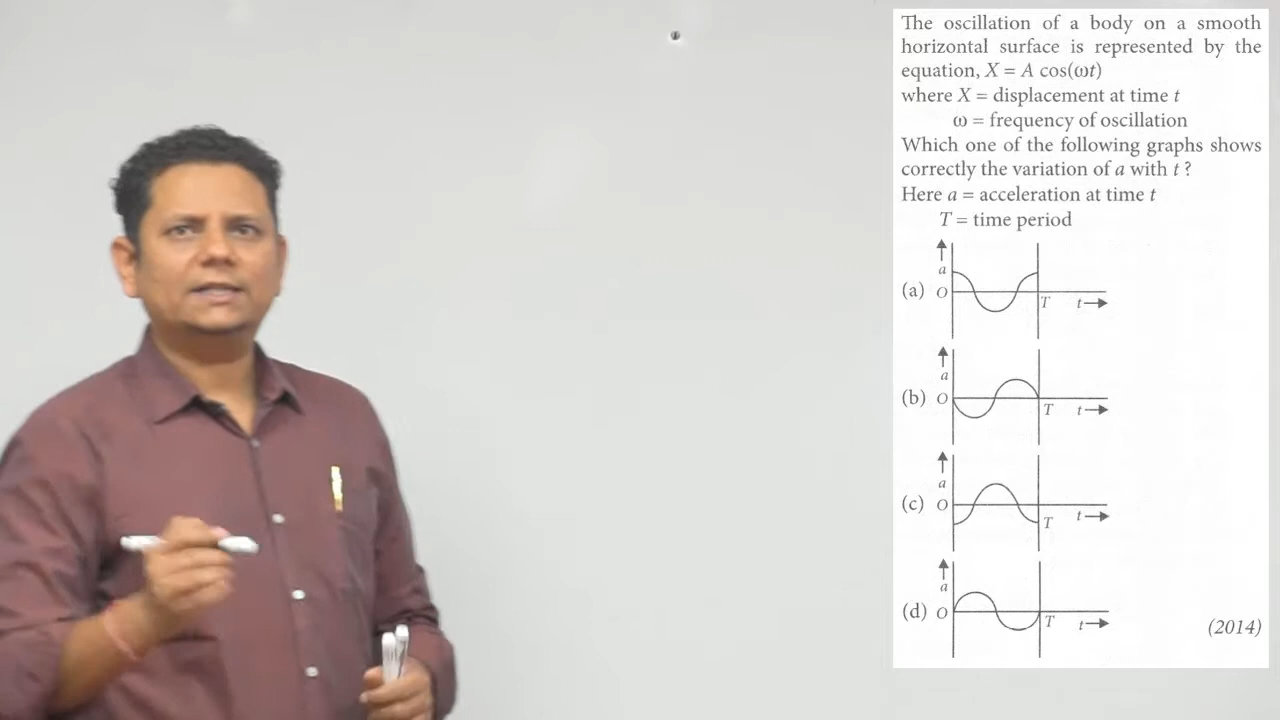 The oscillation of a body on a smooth
horizontal surface is represented by the
equation, X = A cos(ωt)
where X = displacement at time t
ω = frequency of oscillation
Which one of the following graphs shows
correctly the variation of a with t ?
Here a = acceleration at time t
T = time period
a
(a) O T t
a
(b) O T t
a
(c) O T t
a
(d) O T t
(2014)